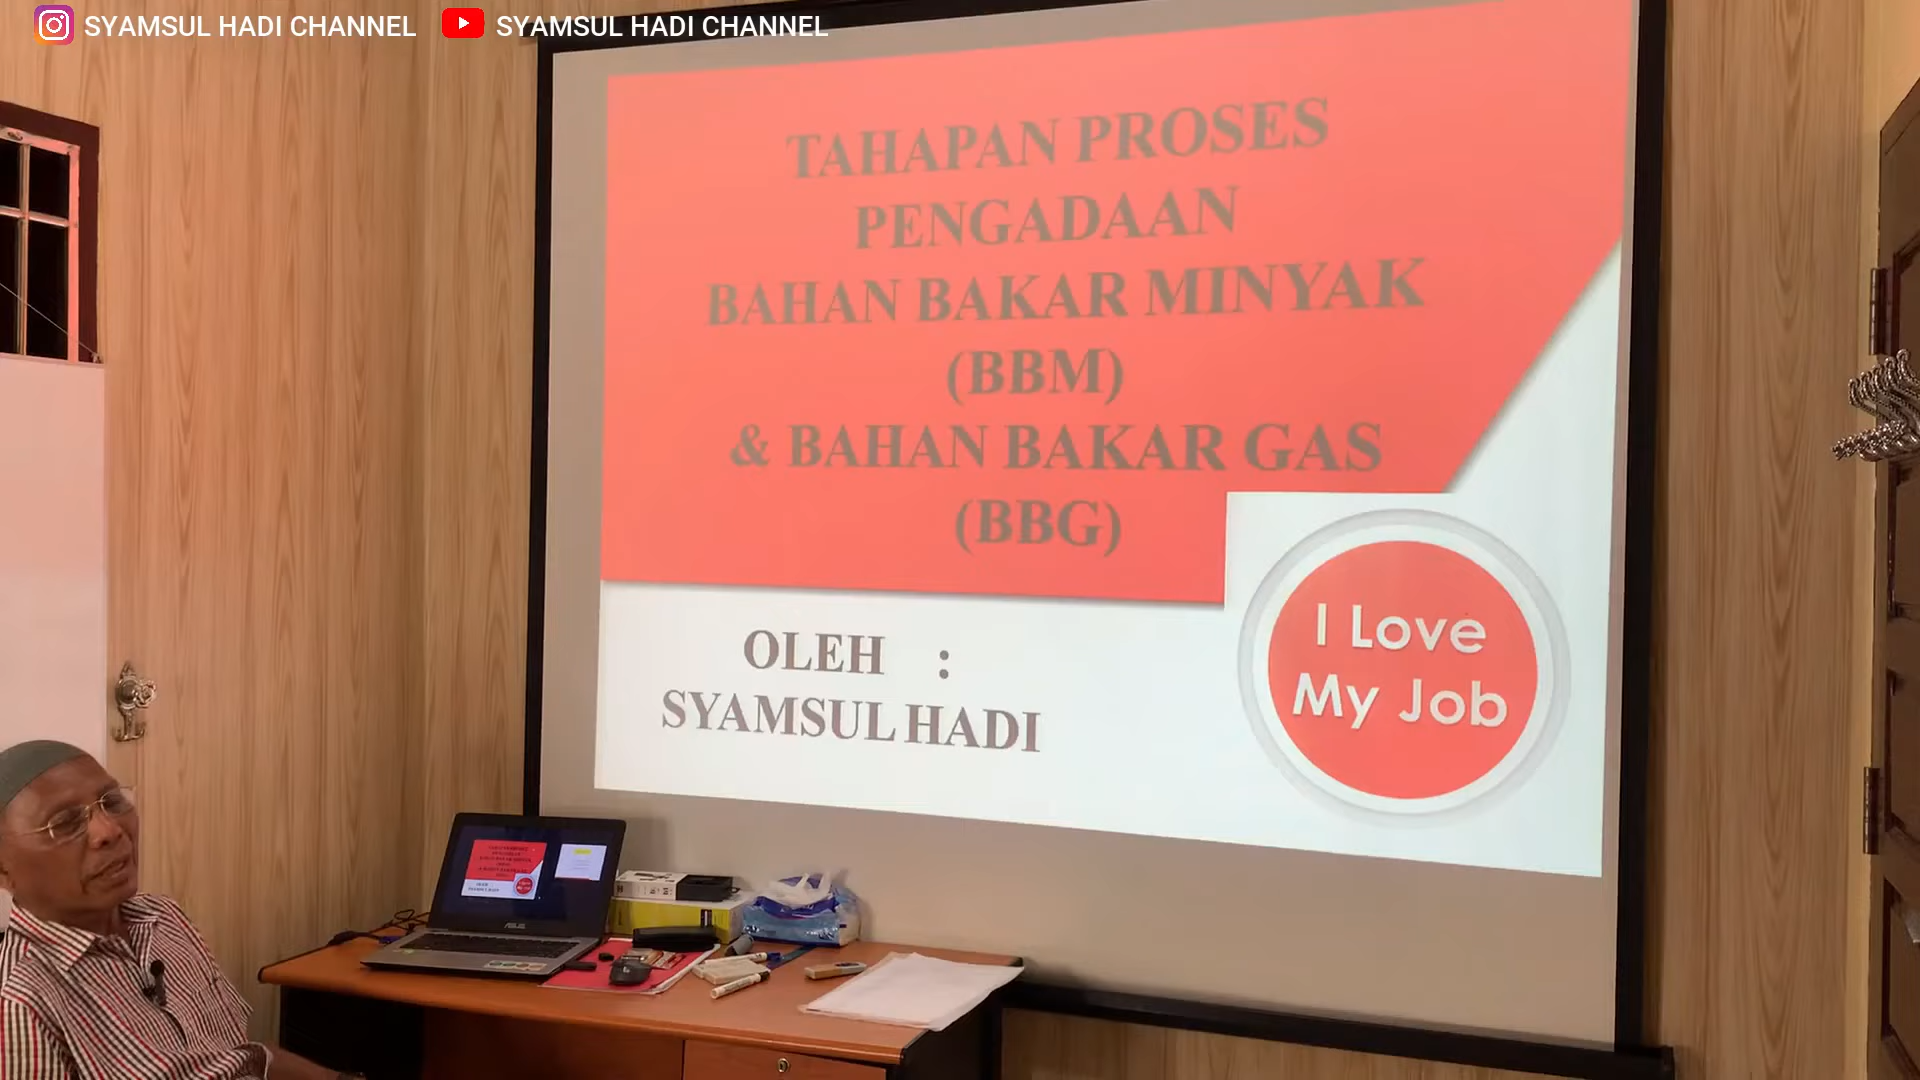 SYAMSUL HADI CHANNEL
SYAMSUL HADI CHANNEL
TAHAPAN PROSES
PENGADAAN
BAHAN BAKAR MINYAK
(BBM)
& BAHAN BAKAR GAS
(BBG)
OLEH :
SYAMSUL HADI
I Love
My Job
ASUS